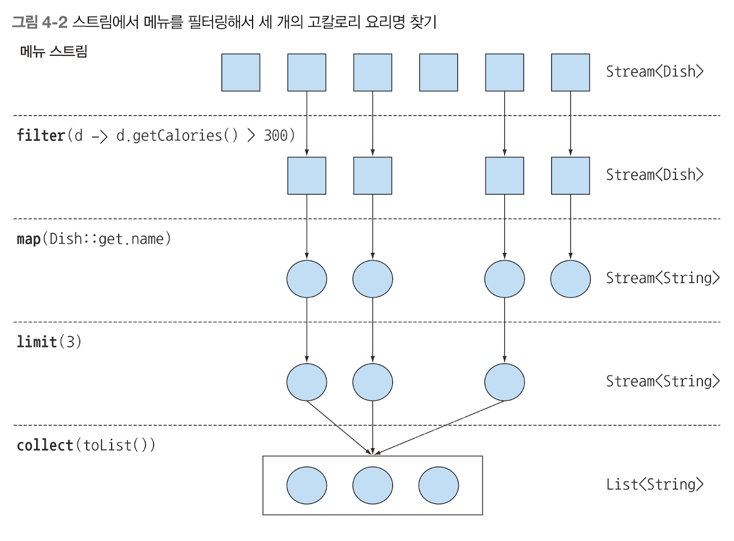 그림 4-2 스트림에서 메뉴를 필터링해서 세 개의 고칼로리 요리명 찾기
메뉴 스트림
Stream<Dish>
filter(d -> d.getCalories() > 300)
Stream<Dish>
map(Dish::get.name)
Stream<String>
limit(3)
Stream<String>
collect(toList())
List<String>